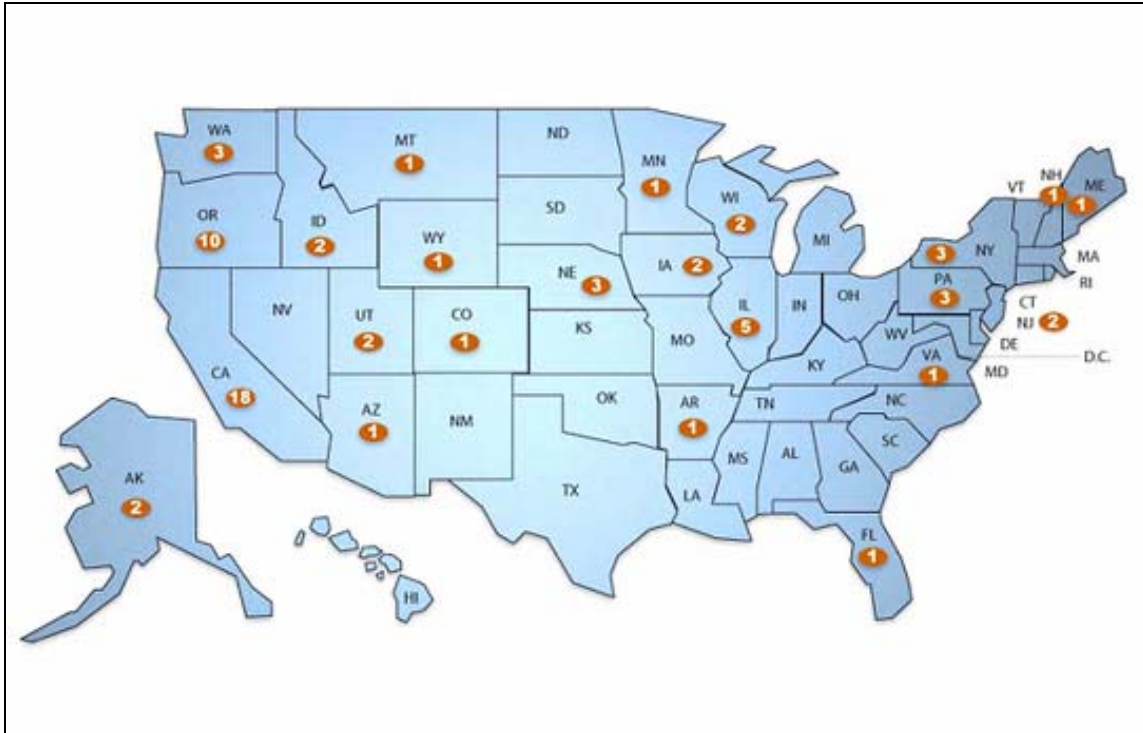 WA
3
MT
1
ND
MN
1
OR
10
ID
2
WY
1
SD
WI
2
MI
VT
NH
1
ME
1
NY
3
MA
RI
CT
NJ 2
PA
3
IA 2
NE
3
NV
UT
2
CO
1
KS
MO
IL
5
IN
OH
WV
VA
1
DE
D.C.
MD
KY
CA
18
AZ
1
NM
OK
AR
1
TN
NC
SC
MS
AL
GA
TX
LA
FL
1
AK
2
HI